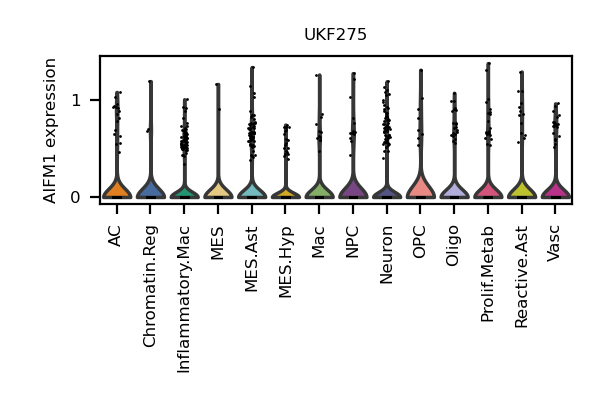 UKF275
AIFM1 expression
1
0
AC
Chromatin.Reg
Inflammatory.Mac
MES
MES.Ast
MES.Hyp
Mac
NPC
Neuron
OPC
Oligo
Prolif.Metab
Reactive.Ast
Vasc